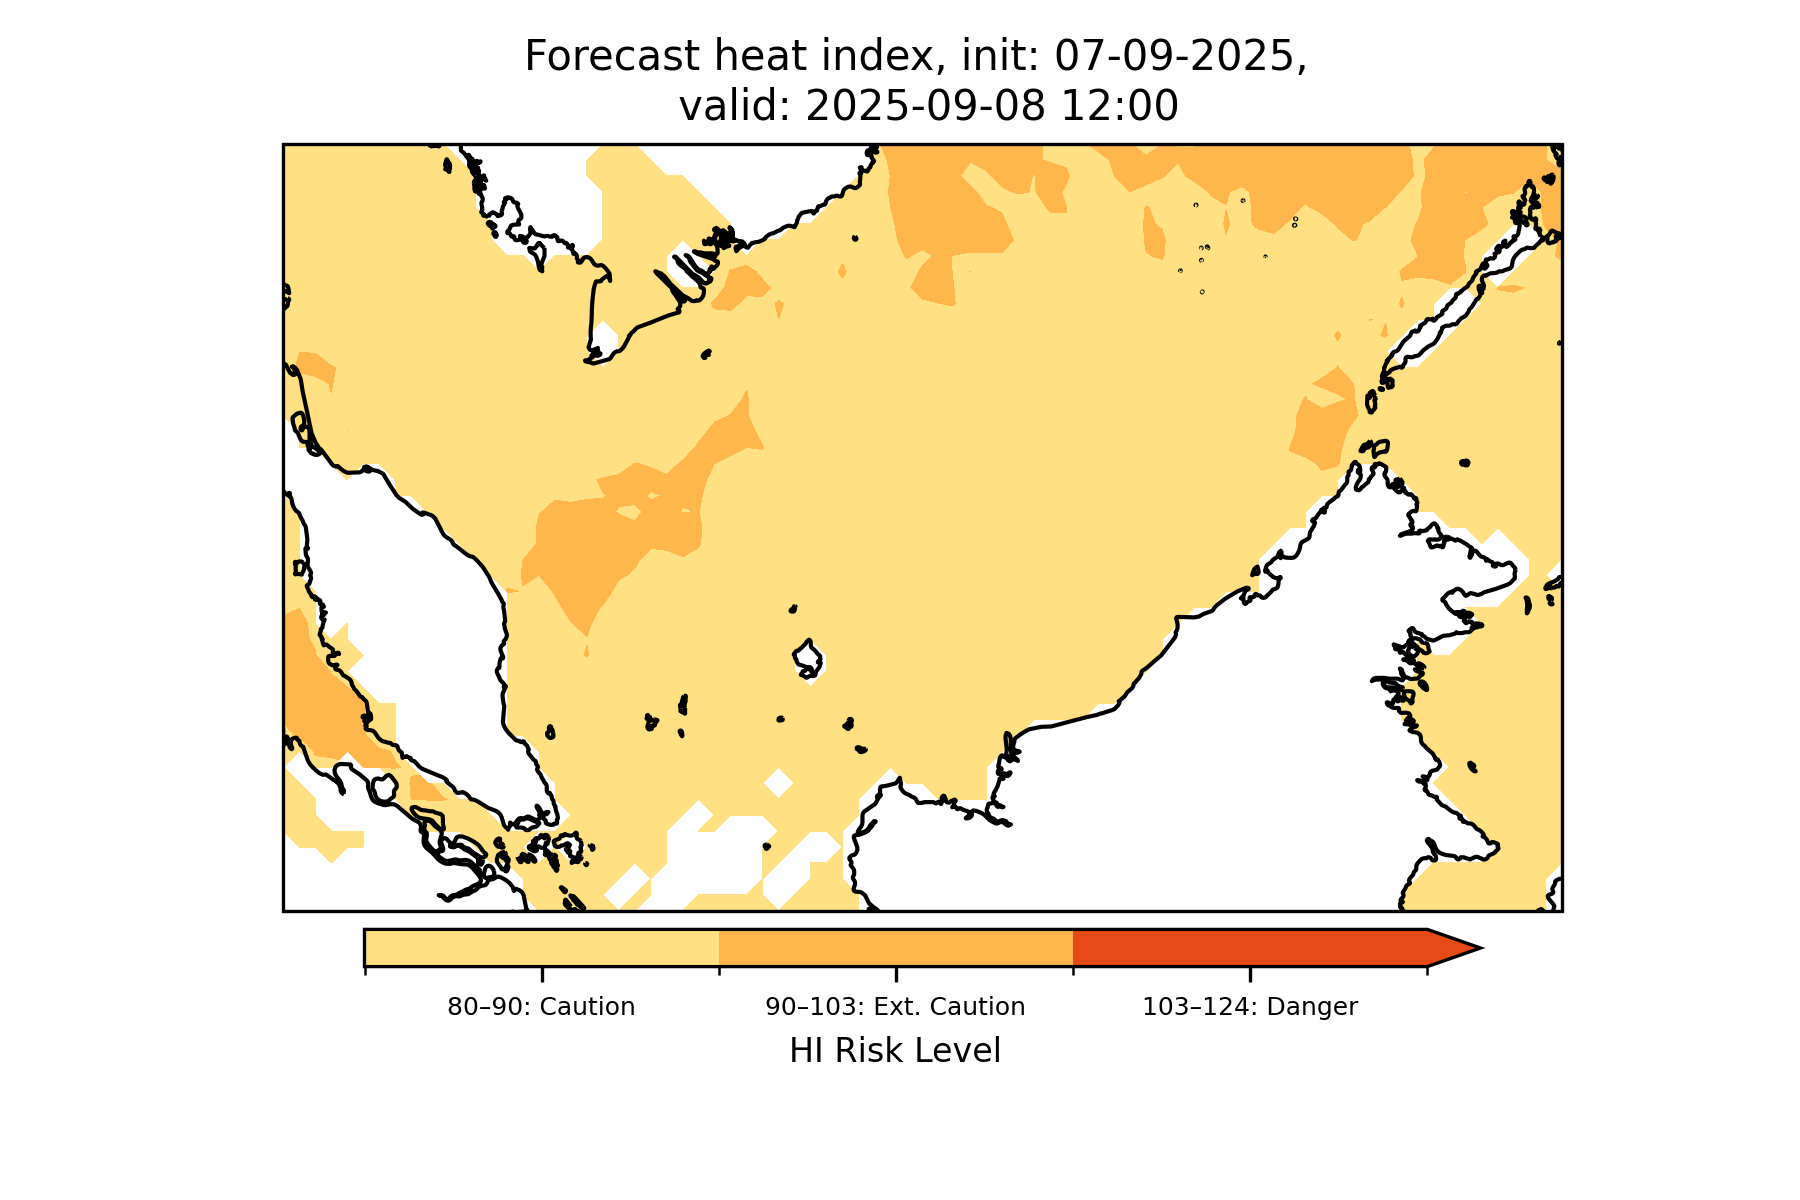 Forecast heat index, init: 07-09-2025,
valid: 2025-09-08 12:00
80–90: Caution
90–103: Ext. Caution
103–124: Danger
HI Risk Level